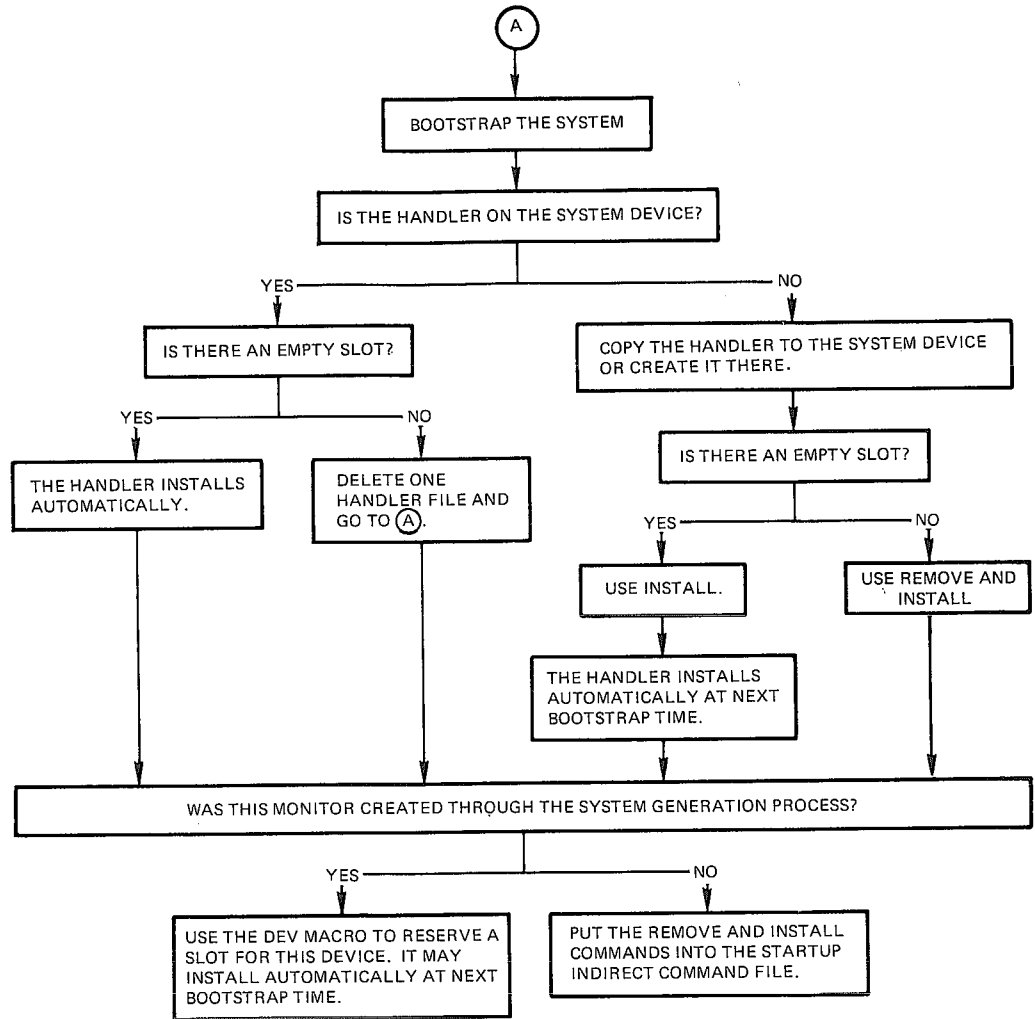 A
BOOTSTRAP THE SYSTEM
IS THE HANDLER ON THE SYSTEM DEVICE?
YES
NO
IS THERE AN EMPTY SLOT?
COPY THE HANDLER TO THE SYSTEM DEVICE
OR CREATE IT THERE.
YES
NO
IS THERE AN EMPTY SLOT?
THE HANDLER INSTALLS
AUTOMATICALLY.
DELETE ONE
HANDLER FILE AND
GO TO A.
YES
NO
USE INSTALL.
USE REMOVE AND
INSTALL
THE HANDLER INSTALLS
AUTOMATICALLY AT NEXT
BOOTSTRAP TIME.
WAS THIS MONITOR CREATED THROUGH THE SYSTEM GENERATION PROCESS?
YES
NO
USE THE DEV MACRO TO RESERVE A
SLOT FOR THIS DEVICE. IT MAY
INSTALL AUTOMATICALLY AT NEXT
BOOTSTRAP TIME.
PUT THE REMOVE AND INSTALL
COMMANDS INTO THE STARTUP
INDIRECT COMMAND FILE.